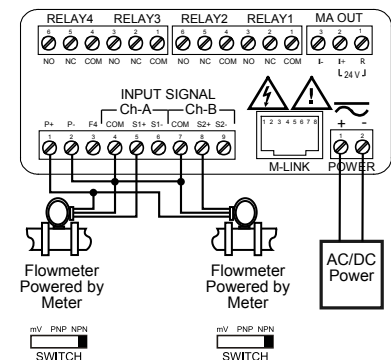 RELAY4 RELAY3 RELAY2 RELAY1 MA OUT
6 5 4 3 2 1 6 5 4 3 2 1 3 2 1
NO NC COM NO NC COM NO NC COM NO NC COM I- I+ R
24 V
INPUT SIGNAL
Ch-A Ch-B
P+ P- F4 COM S1+ S1- COM S2+ S2-
1 2 3 4 5 6 7 8 9
1 2 3 4 5 6 7 8
M-LINK
+ -
1 2
POWER
Flowmeter
Powered by
Meter
Flowmeter
Powered by
Meter
AC/DC
Power
mV PNP NPN
SWITCH
mV PNP NPN
SWITCH